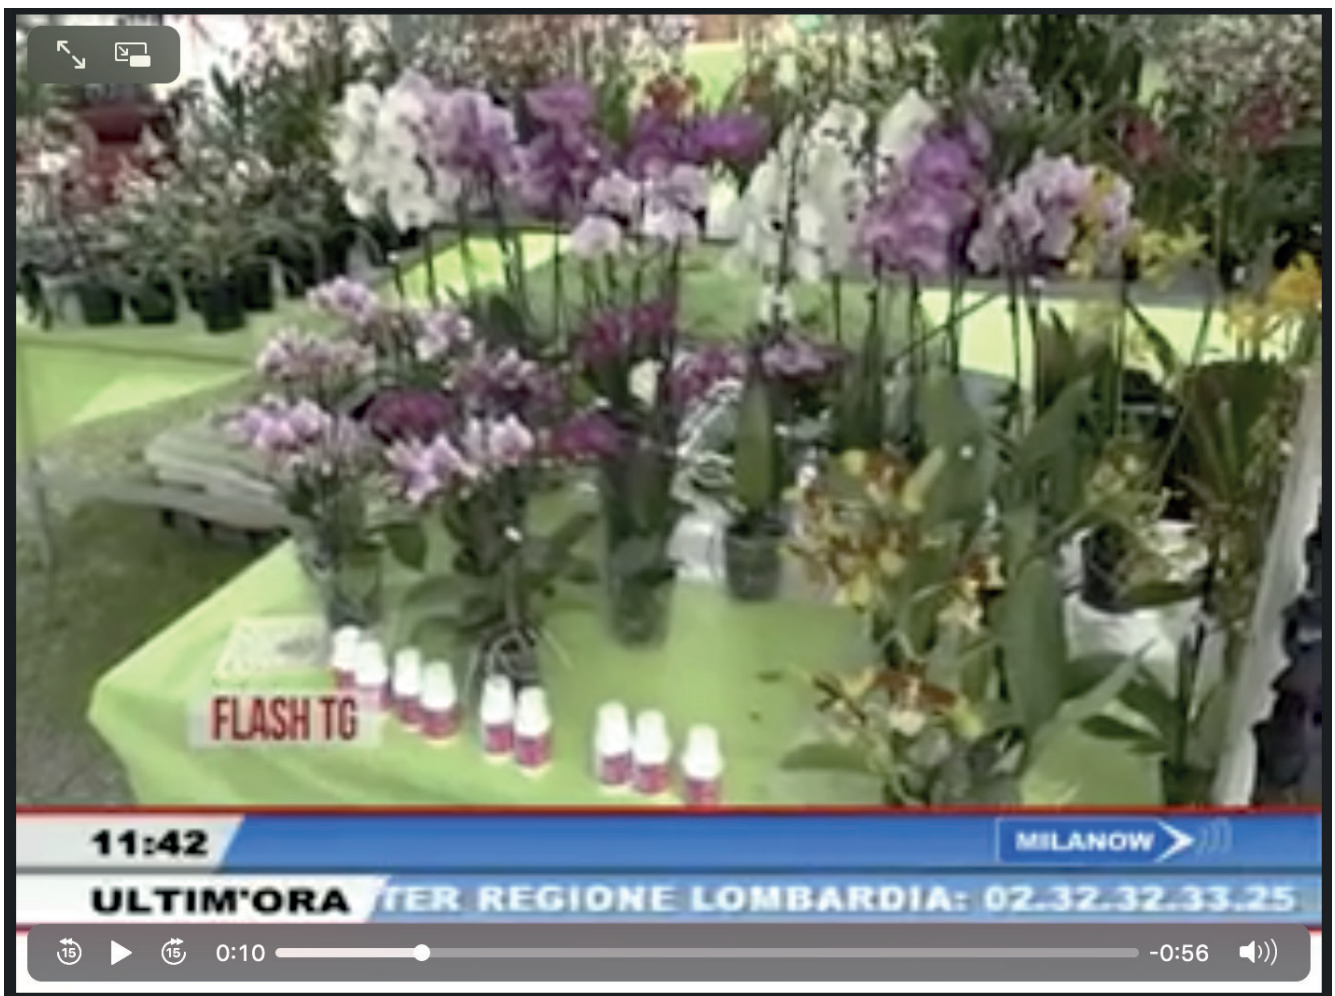 FLASH TG
11:42
MILANOW
ULTIM'ORA
TER REGIONE LOMBARDIA: 02.32.32.33.25
15
15
0:10
-0:56